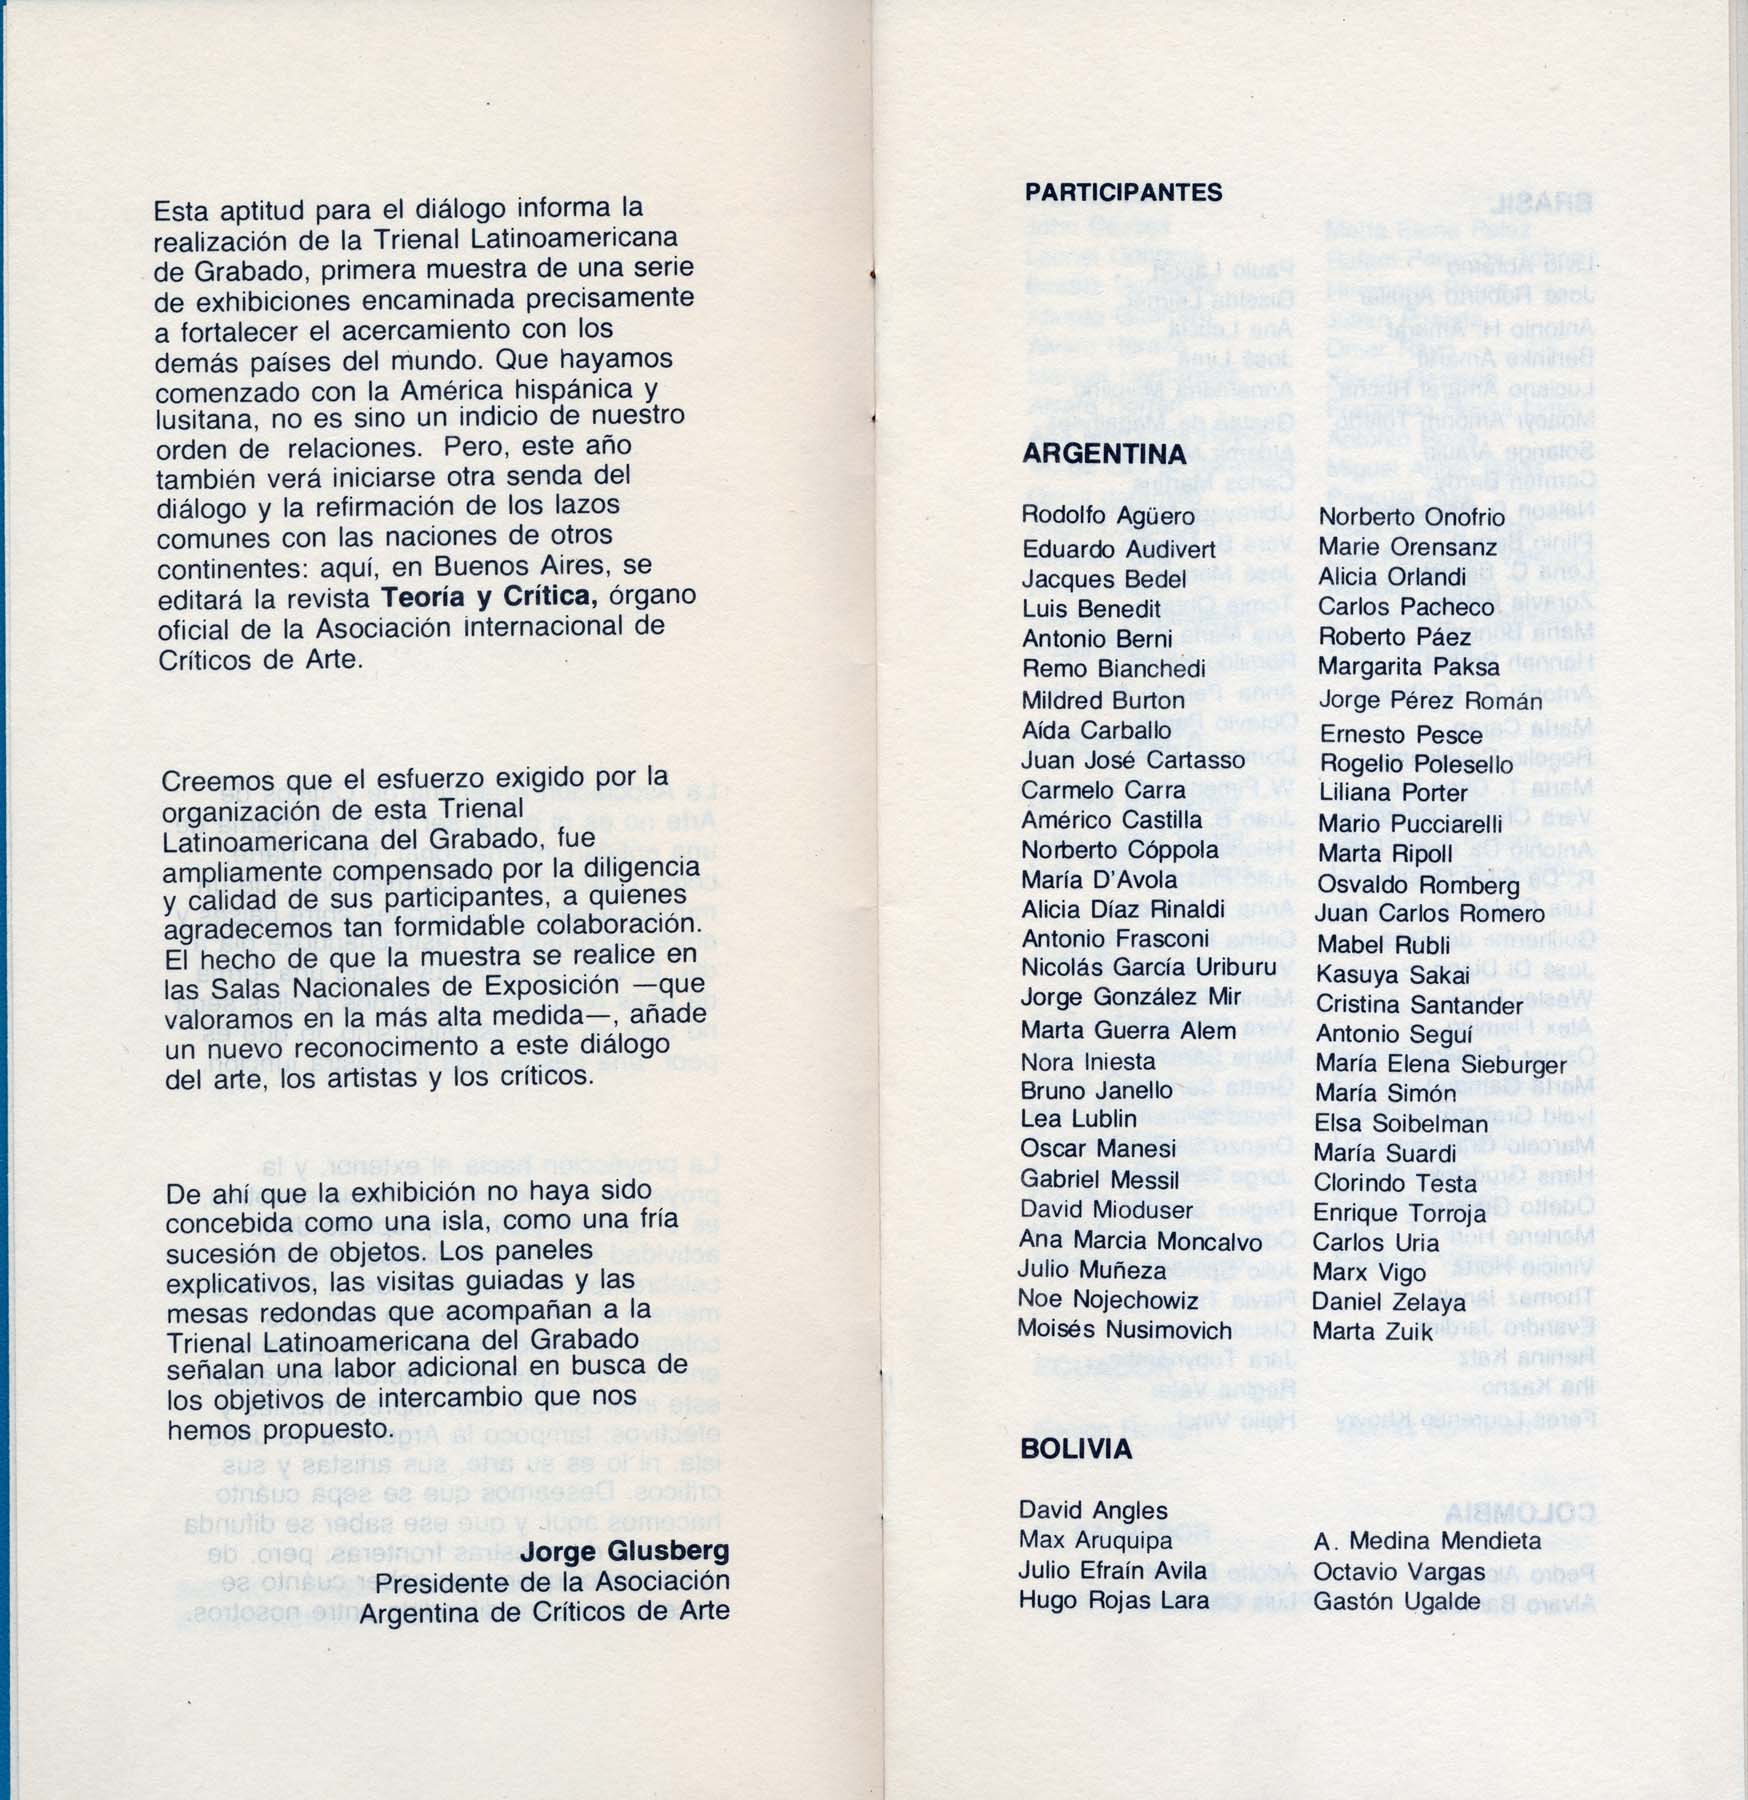 Esta aptitud para el diálogo informa la
realización de la Trienal Latinoamericana
de Grabado, primera muestra de una serie
de exhibiciones encaminada precisamente
a fortalecer el acercamiento con los
demás países del mundo. Que hayamos
comenzado con la América hispánica y
lusitana, no es sino un indicio de nuestro
orden de relaciones. Pero, este año
también verá iniciarse otra senda del
diálogo y la refirmación de los lazos
comunes con las naciones de otros
continentes: aquí, en Buenos Aires, se
editará la revista Teoría y Crítica, órgano
oficial de la Asociación Internacional de
Críticos de Arte.
Creemos que el esfuerzo exigido por la
organización de esta Trienal
Latinoamericana del Grabado, fue
ampliamente compensado por la diligencia
y calidad de sus participantes, a quienes
agradecemos tan formidable colaboración.
El hecho de que la muestra se realice en
las Salas Nacionales de Exposición —que
valoramos en la más alta medida—, añade
un nuevo reconocimento a este diálogo
del arte, los artistas y los críticos.
De ahí que la exhibición no haya sido
concebida como una isla, como una fría
sucesión de objetos. Los paneles
explicativos, las visitas guiadas y las
mesas redondas que acompañan a la
Trienal Latinoamericana del Grabado
señalan una labor adicional en busca de
los objetivos de intercambio que nos
hemos propuesto.
Jorge Glusberg
Presidente de la Asociación
Argentina de Críticos de Arte
PARTICIPANTES
ARGENTINA
Rodolfo Agüero
Eduardo Audivert
Jacques Bedel
Luis Benedit
Antonio Berni
Remo Bianchedi
Mildred Burton
Aída Carballo
Juan José Cartasso
Carmelo Carra
Américo Castilla
Norberto Cóppola
María D'Avola
Alicia Díaz Rinaldi
Antonio Frasconi
Nicolás García Uriburu
Jorge González Mir
Marta Guerra Alem
Nora Iniesta
Bruno Janello
Lea Lublin
Oscar Manesi
Gabriel Messil
David Mioduser
Ana Marcia Moncalvo
Julio Muñeza
Noe Nojechowiz
Moisés Nusimovich
Norberto Onofrio
Marie Orensanz
Alicia Orlandi
Carlos Pacheco
Roberto Páez
Margarita Paksa
Jorge Pérez Román
Ernesto Pesce
Rogelio Polesello
Liliana Porter
Mario Pucciarelli
Marta Ripoll
Osvaldo Romberg
Juan Carlos Romero
Mabel Rubli
Kasuya Sakai
Cristina Santander
Antonio Seguí
María Elena Sieburger
María Simón
Elsa Soibelman
María Suardi
Clorindo Testa
Enrique Torroja
Carlos Uria
Marx Vigo
Daniel Zelaya
Marta Zuik
BOLIVIA
David Angles
Max Aruquipa
Julio Efraín Avila
Hugo Rojas Lara
A. Medina Mendieta
Octavio Vargas
Gastón Ugalde